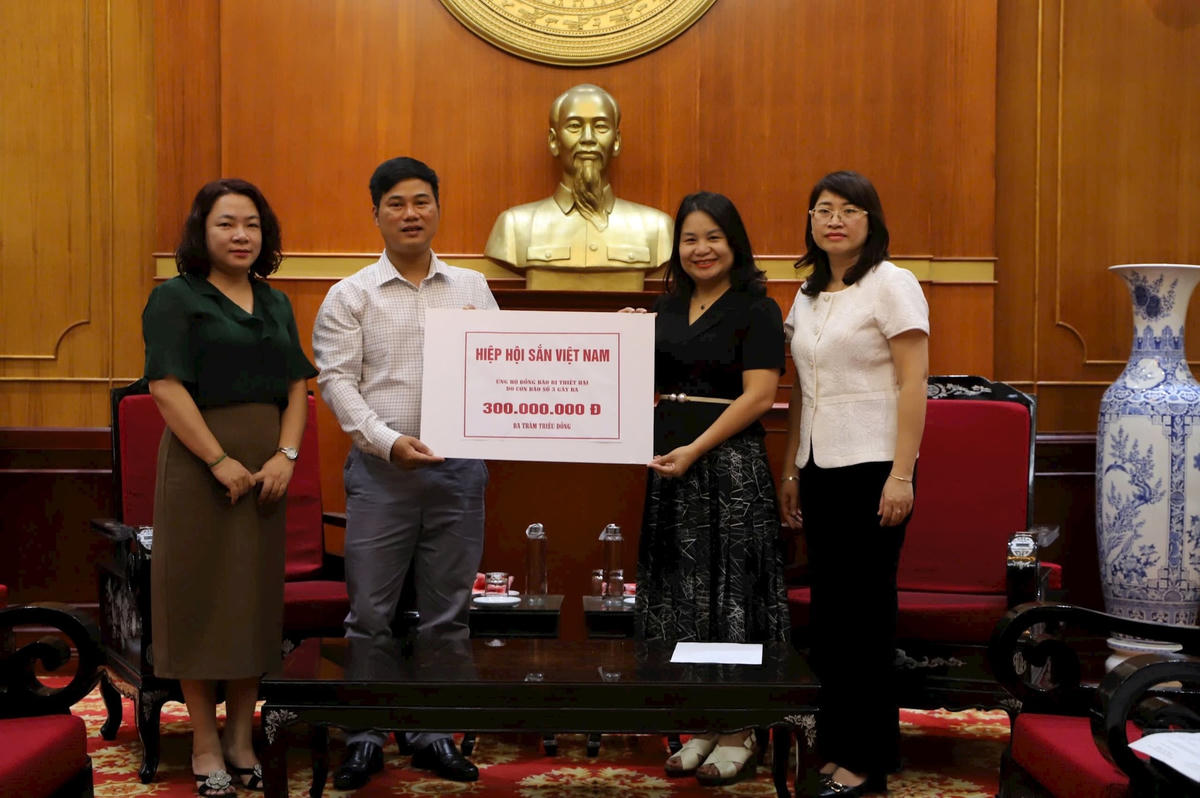 HIỆP HỘI SẮN VIỆT NAM
ỦNG HỘ ĐỒNG BÀO BỊ THIỆT HẠI
DO CƠN BÃO SỐ 3 GÂY RA
300.000.000 Đ
BA TRĂM TRIỆU ĐỒNG